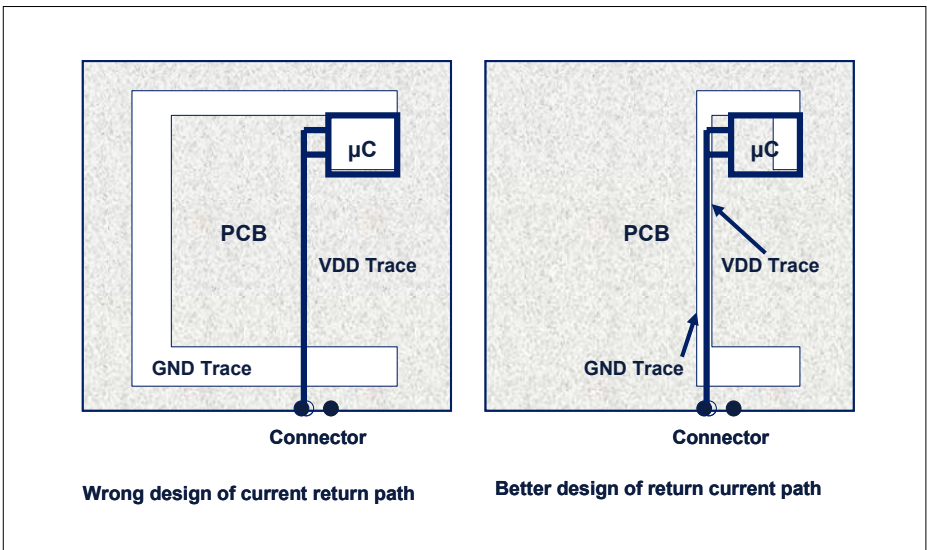 μC
PCB
VDD Trace
GND Trace
Connector
Wrong design of current return path
μC
PCB
VDD Trace
GND Trace
Connector
Better design of return current path